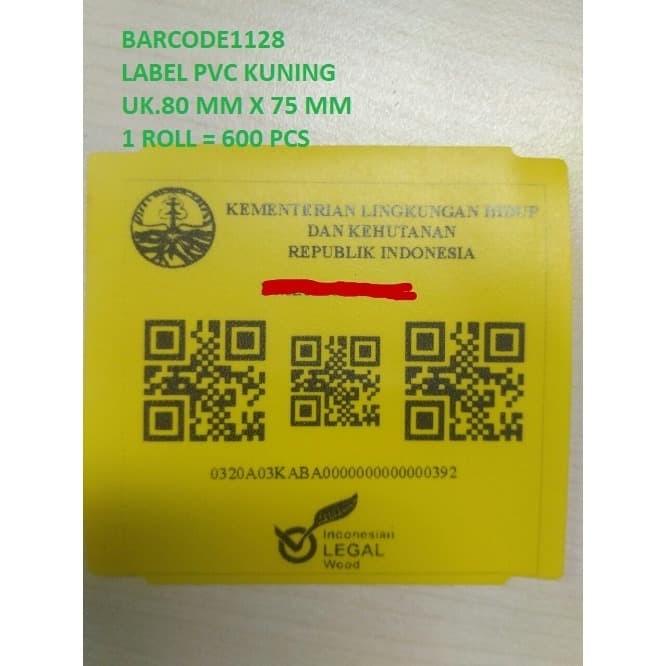 BARCODE1128
LABEL PVC KUNING
UK.80 MM X 75 MM
1 ROLL = 600 PCS
KEMENTERIAN LINGKUNGAN HIDUP
DAN KEHUTANAN
REPUBLIK INDONESIA
0320A03KABA0000000000000392
Indonesian
LEGAL
Wood